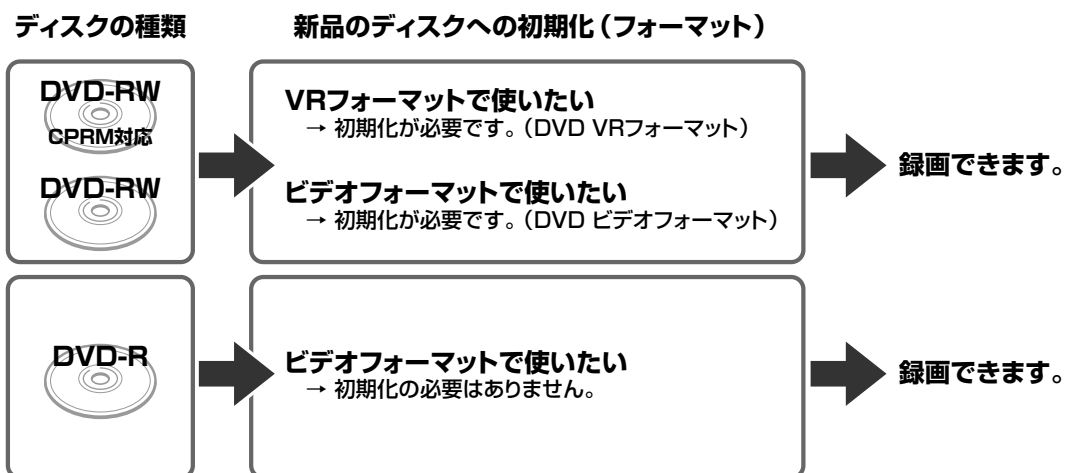 ディスクの種類
新品のディスクへの初期化（フォーマット）
DVD-RW
CPRM対応
DVD-RW
VRフォーマットで使いたい
→ 初期化が必要です。（DVD VRフォーマット）
ビデオフォーマットで使いたい
→ 初期化が必要です。（DVD ビデオフォーマット）
録画できます。
DVD-R
ビデオフォーマットで使いたい
→ 初期化の必要はありません。
録画できます。